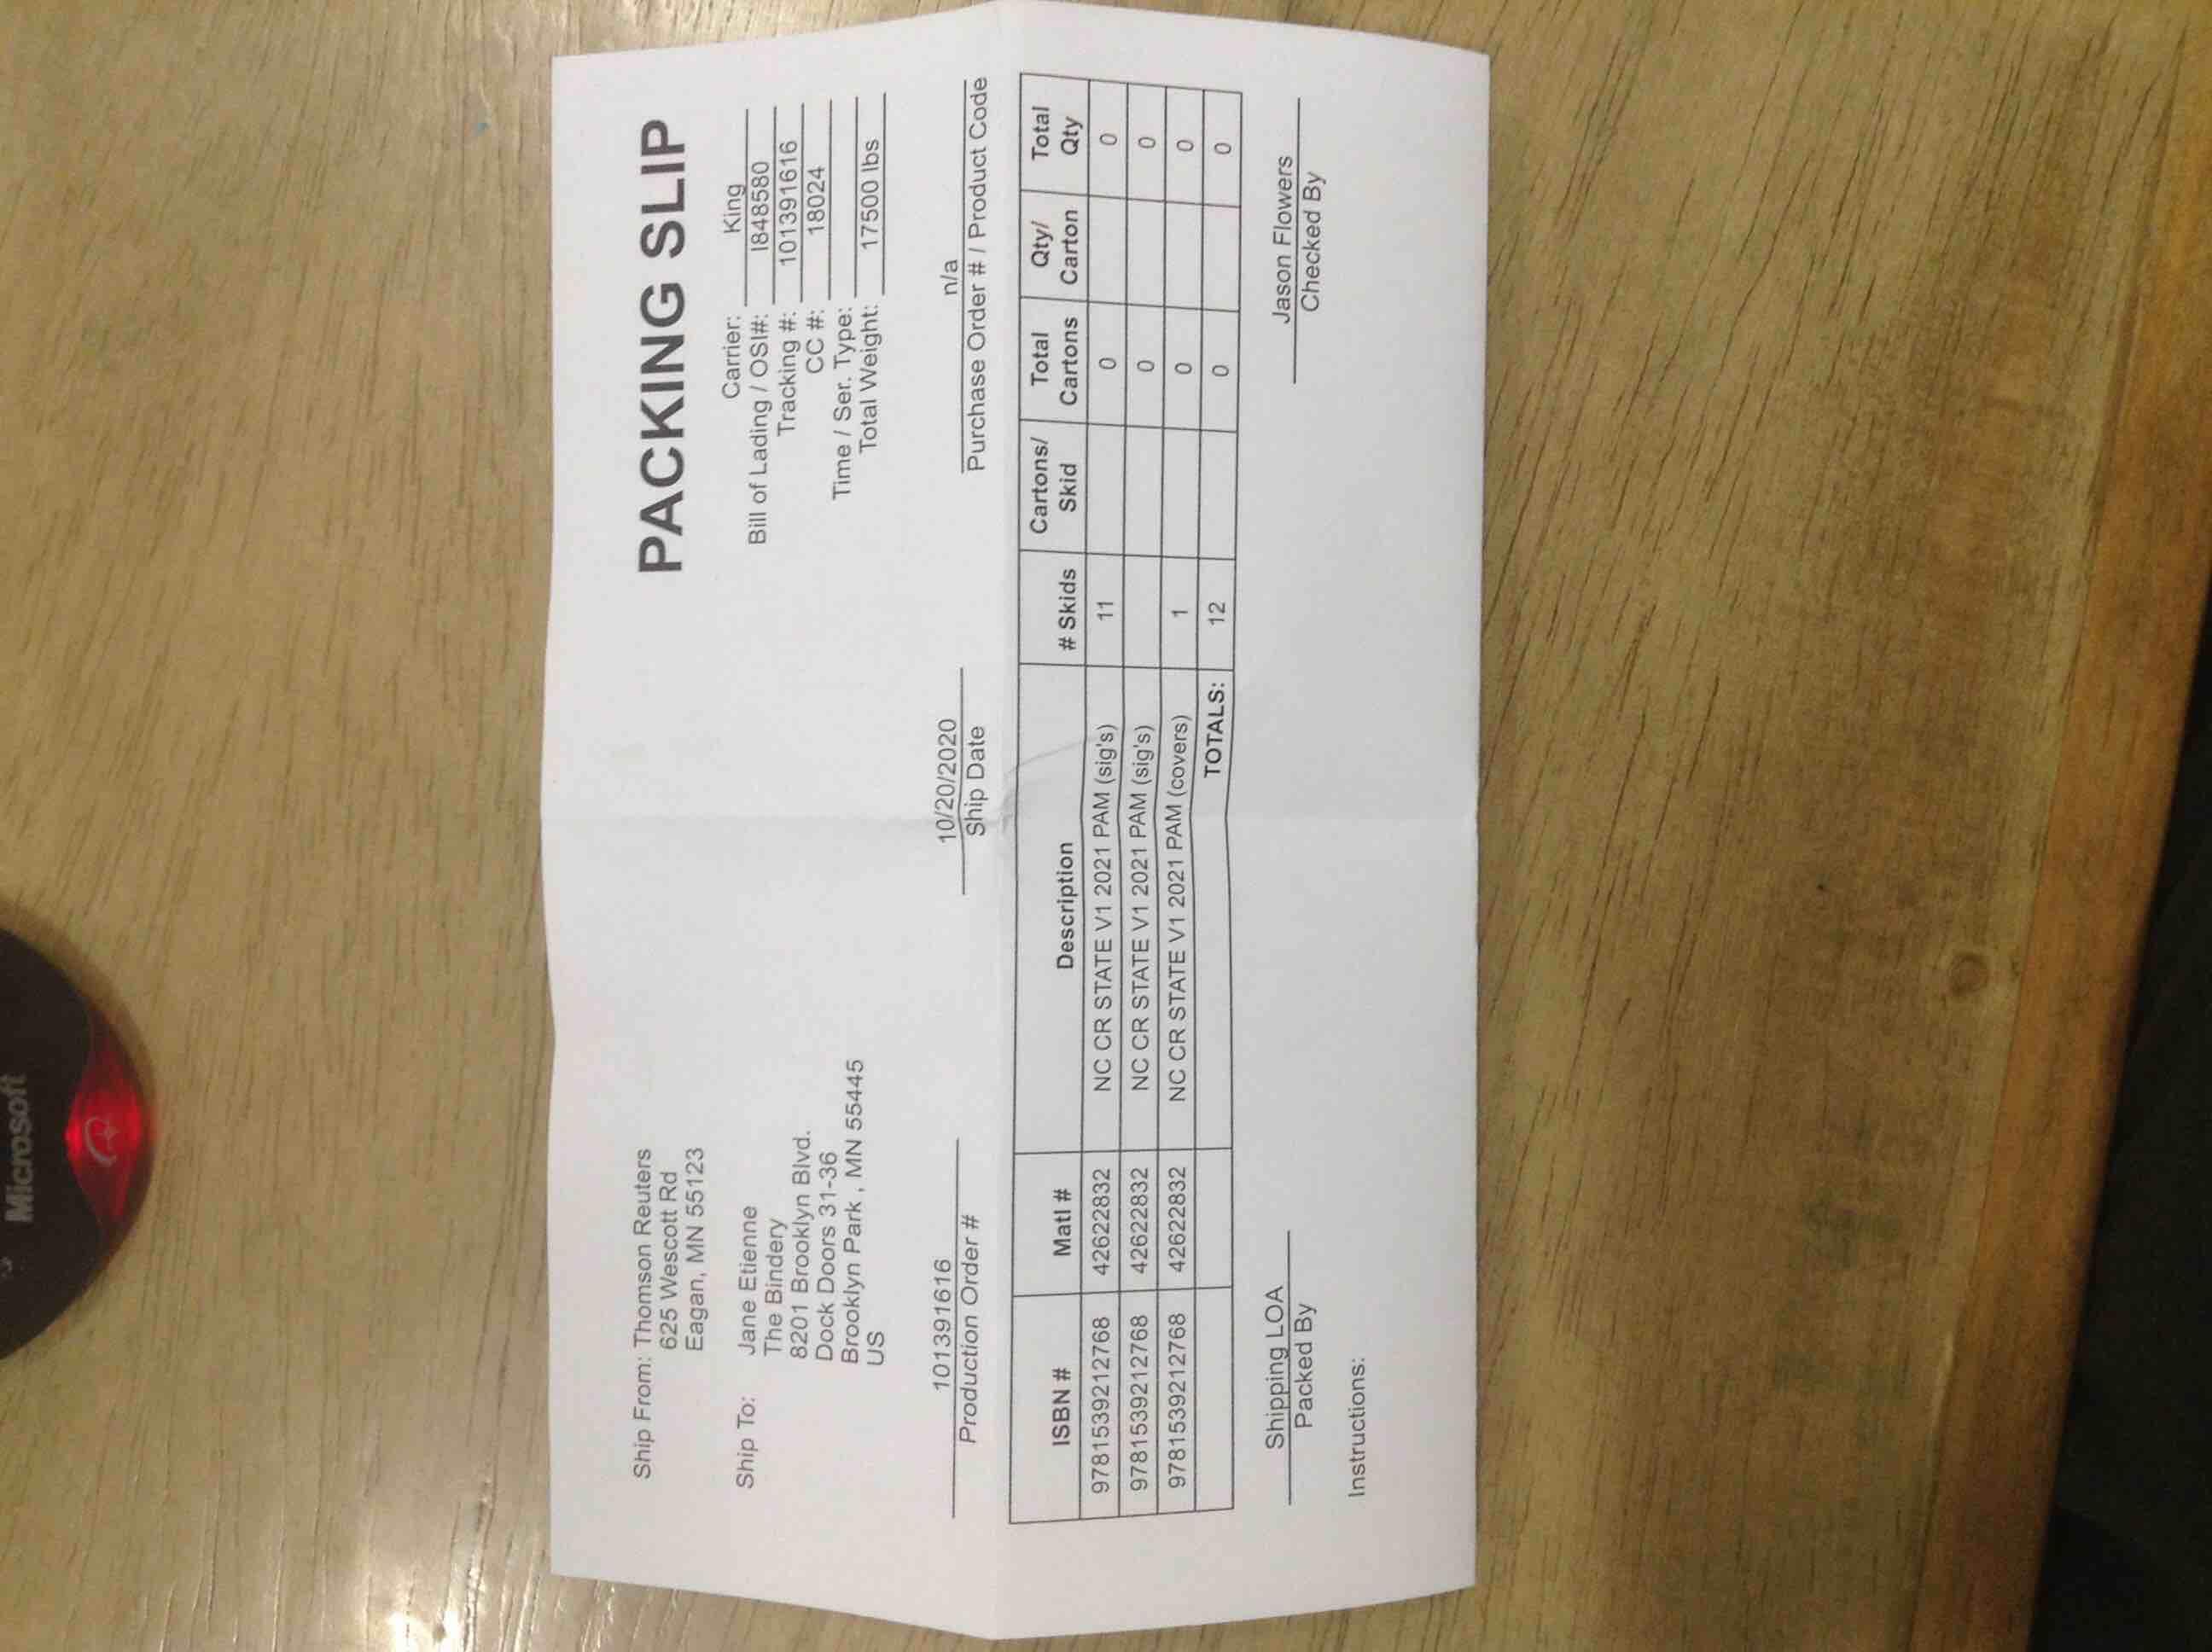 Microsoft
PACKING SLIP
Ship From: Thomson Reuters
625 Wescott Rd
Eagan, MN 55123
Carrier: King
Bill of Lading / OSI#: I848580
Tracking #: 101391616
CC #: 18024
Time / Ser. Type:
Total Weight: 17500 lbs
Ship To: Jane Etienne
The Bindery
8201 Brooklyn Blvd.
Dock Doors 31-36
Brooklyn Park , MN 55445
US
101391616 10/20/2020 n/a
Production Order # Ship Date Purchase Order # / Product Code
ISBN # Matl # Description # Skids Cartons/ Skid Total Cartons Qty/ Carton Total Qty
9781539212768 42622832 NC CR STATE V1 2021 PAM (sig's) 11 0 0
9781539212768 42622832 NC CR STATE V1 2021 PAM (sig's) 0 0
9781539212768 42622832 NC CR STATE V1 2021 PAM (covers) 1 0 0
TOTALS: 12 0 0
Shipping LOA Jason Flowers
Packed By Checked By
Instructions: